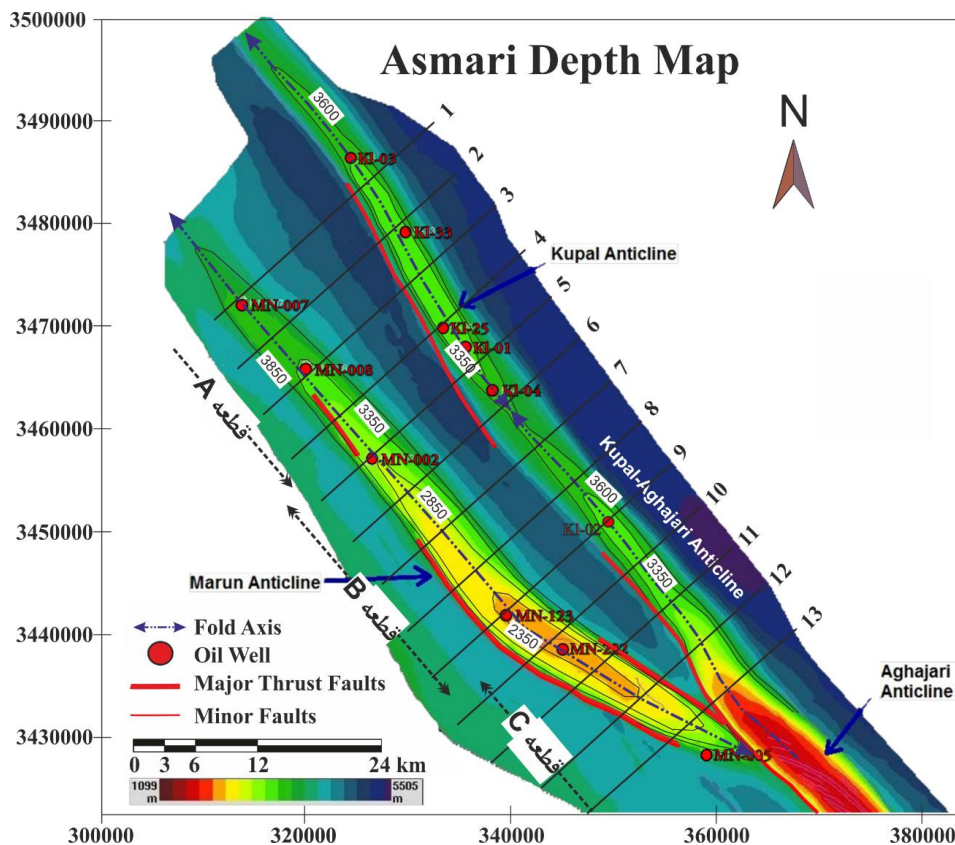 Asmari Depth Map
N
3500000
3490000
3480000
3470000
3460000
3450000
3440000
3430000
300000
320000
340000
360000
380000
1
2
3
4
5
6
7
8
9
10
11
12
13
3600
KI-03
KI-33
Kupal Anticline
KI-25
KI-01
3350
KI-04
MN-007
3850
MN-008
3350
MN-002
2850
قطعه A
قطعه B
قطعه C
3600
KI-02
Kupal-Aghajari Anticline
3350
Marun Anticline
MN-123
2350
MN-222
MN-005
Aghajari
Anticline
Fold Axis
Oil Well
Major Thrust Faults
Minor Faults
0 3 6 12 24 km
1099
m
5505
m